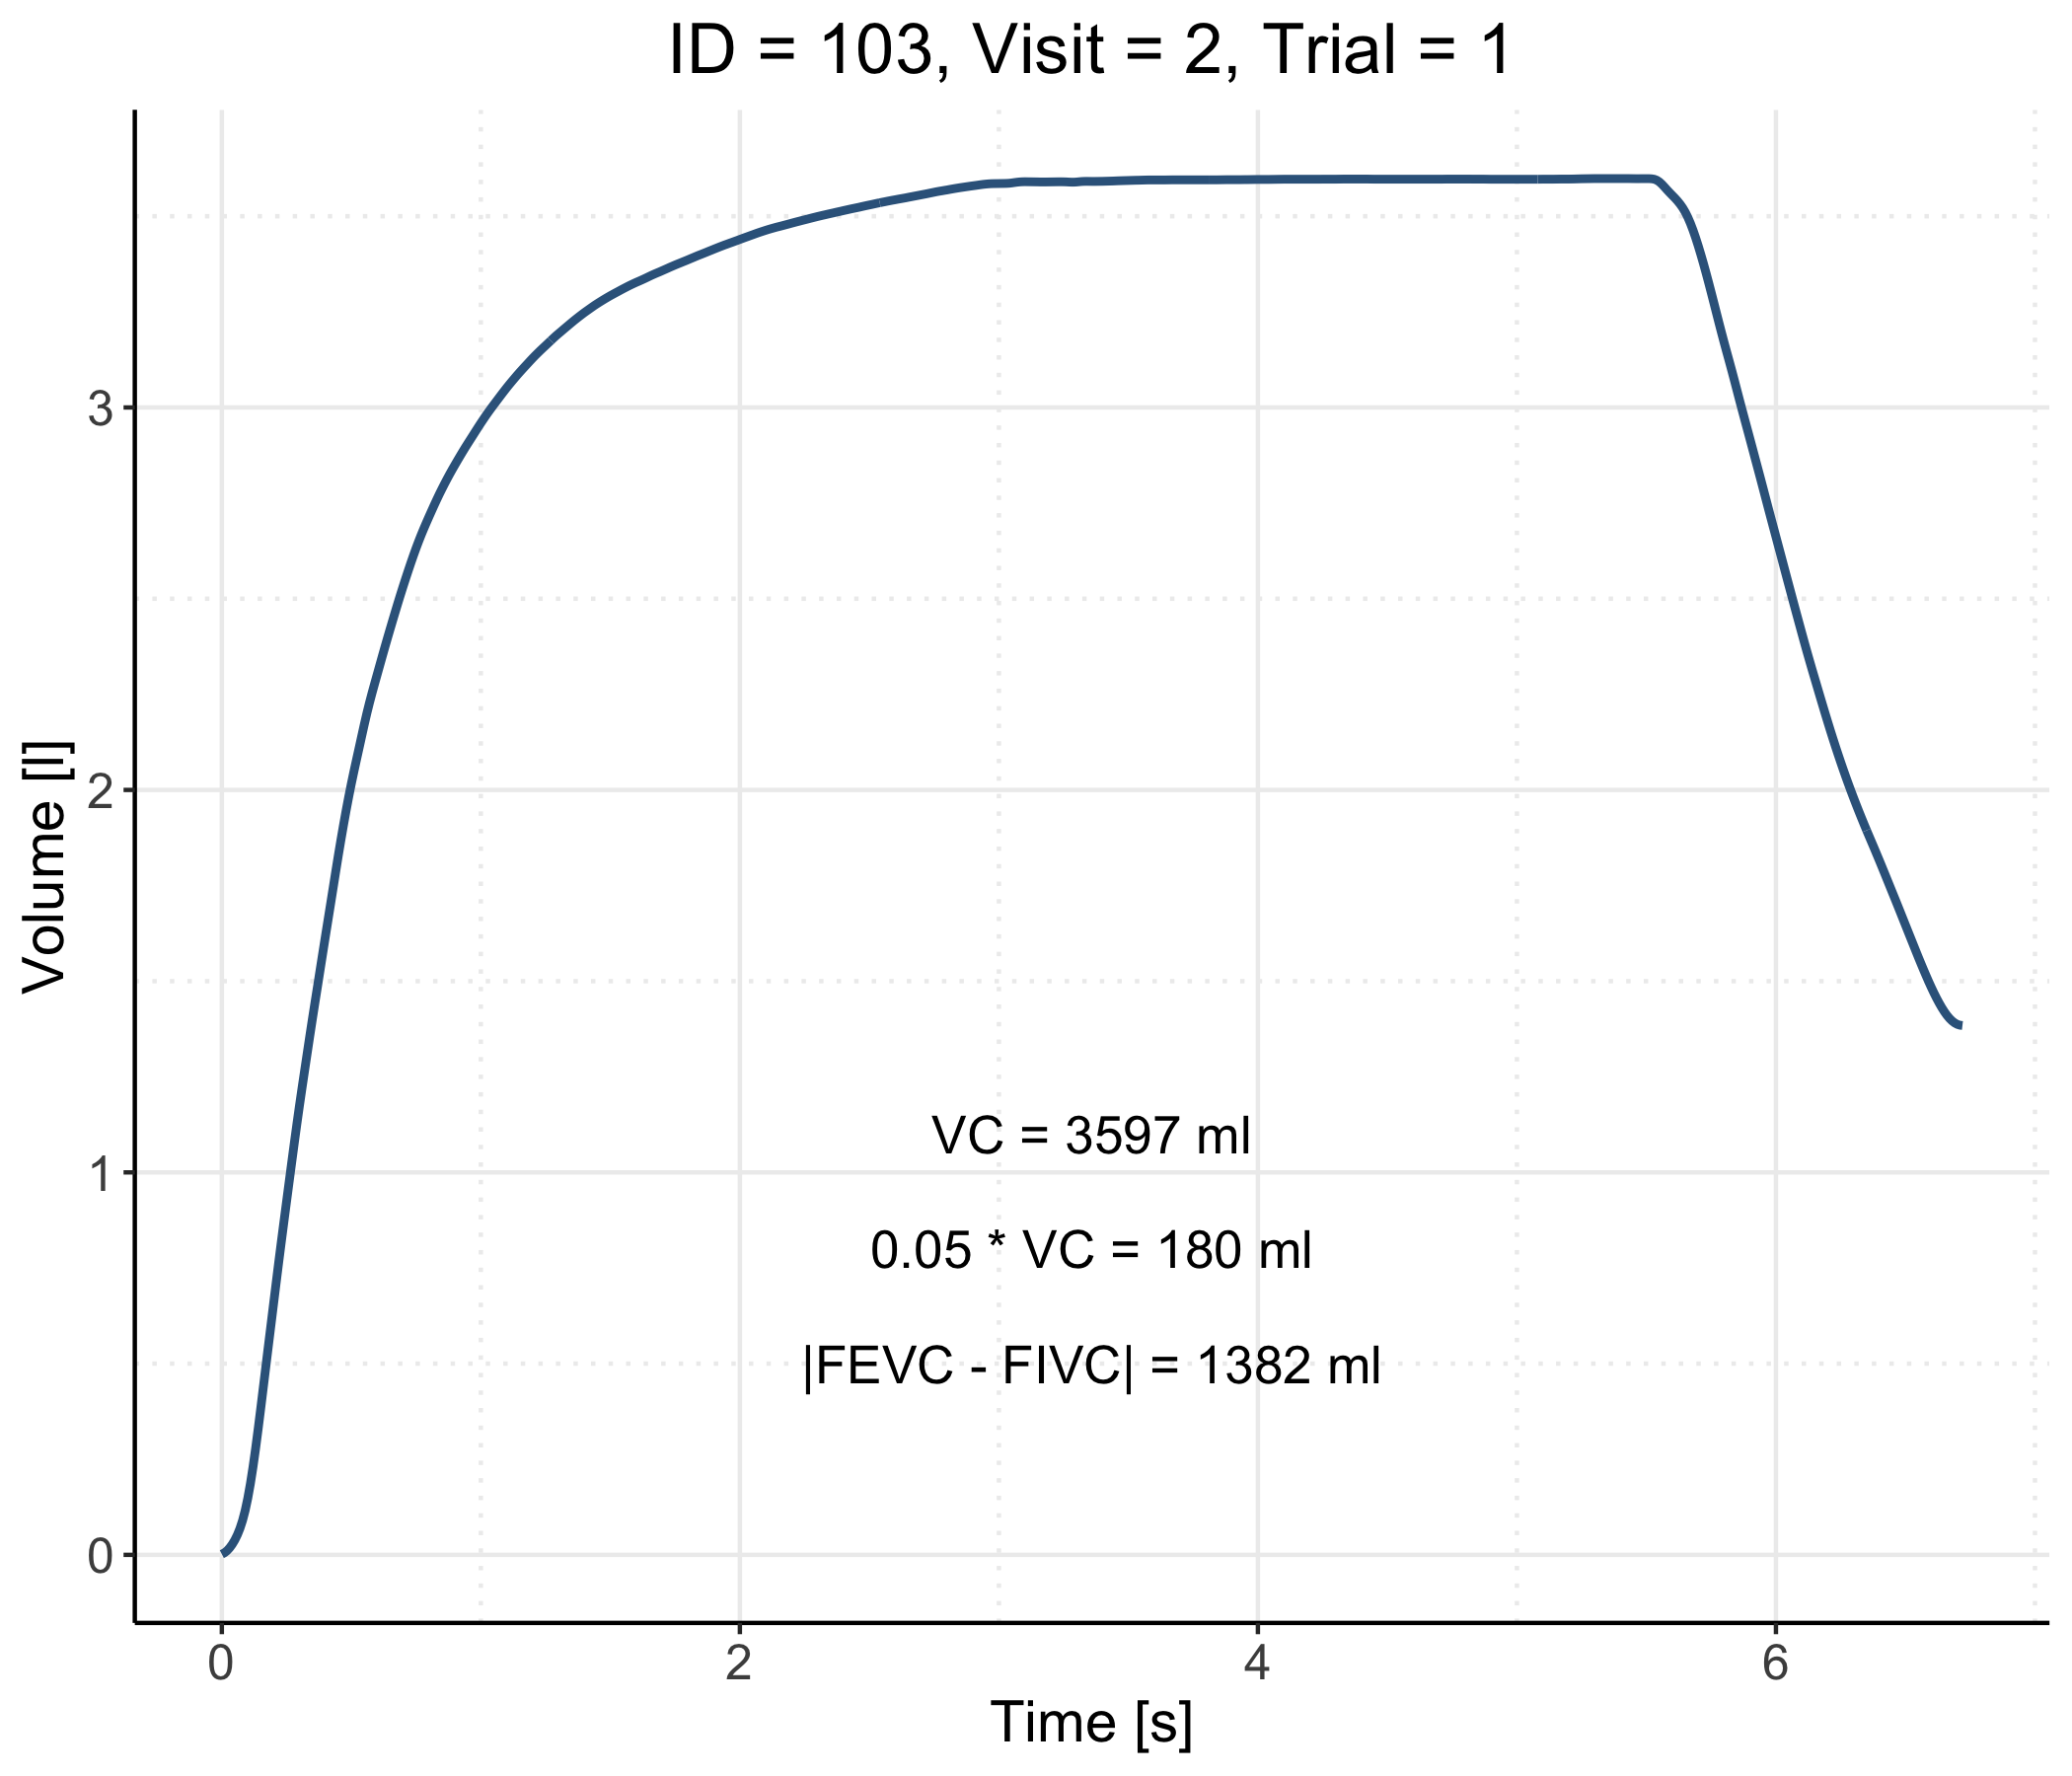 ID = 103, Visit = 2, Trial = 1
Volume [l]
3
2
1
0
VC = 3597 ml
0.05 * VC = 180 ml
|FEVC - FIVC| = 1382 ml
0 2 4 6
Time [s]